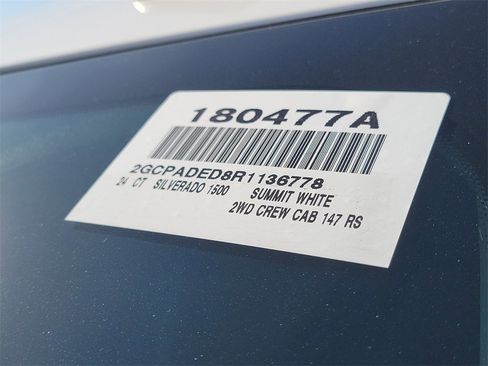 180477A
2GCPADED8R1136778
24 CT SILVERADO 1500 SUMMIT WHITE
2WD CREW CAB 147 RS